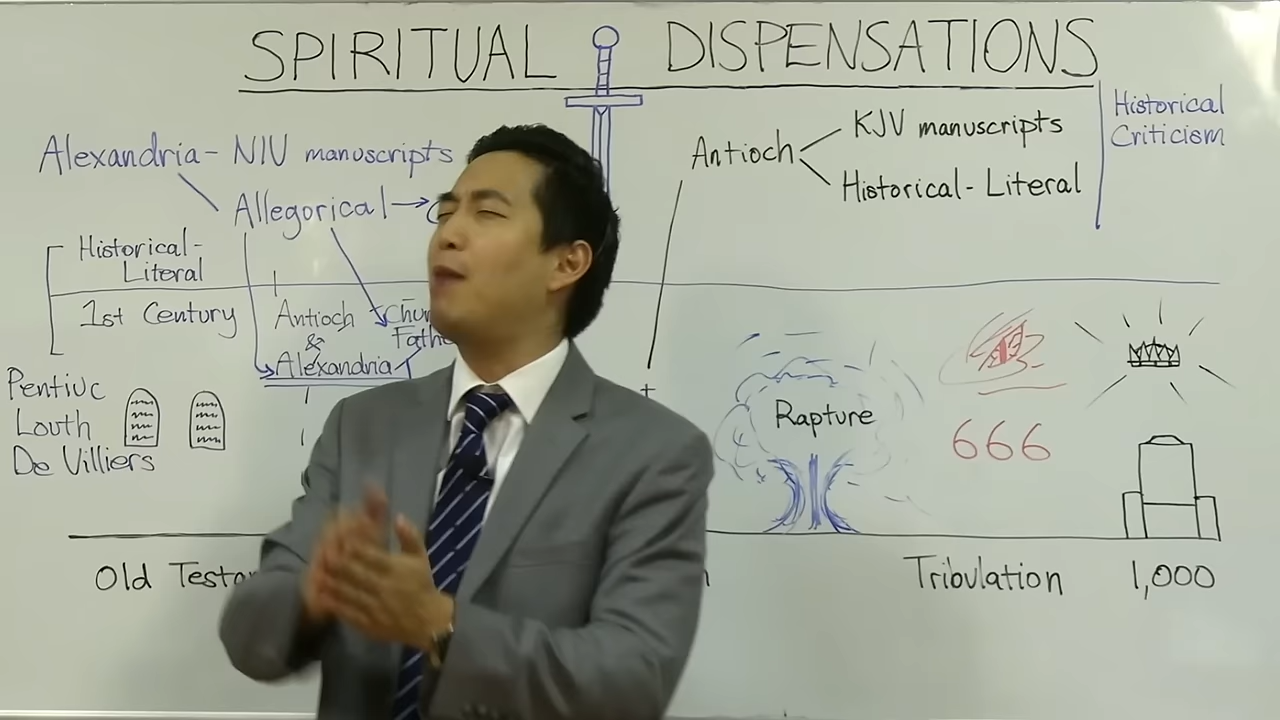 SPIRITUAL DISPENSATIONS
Alexandria - NIV manuscripts
Allegorical →
Antioch
KJV manuscripts
Historical - Literal
Historical
Criticism
Historical -
Literal
1st Century
Antioch
&
Alexandria
Pentiuc
Louth
De Villiers
Rapture
666
Old
Tribulation
1,000